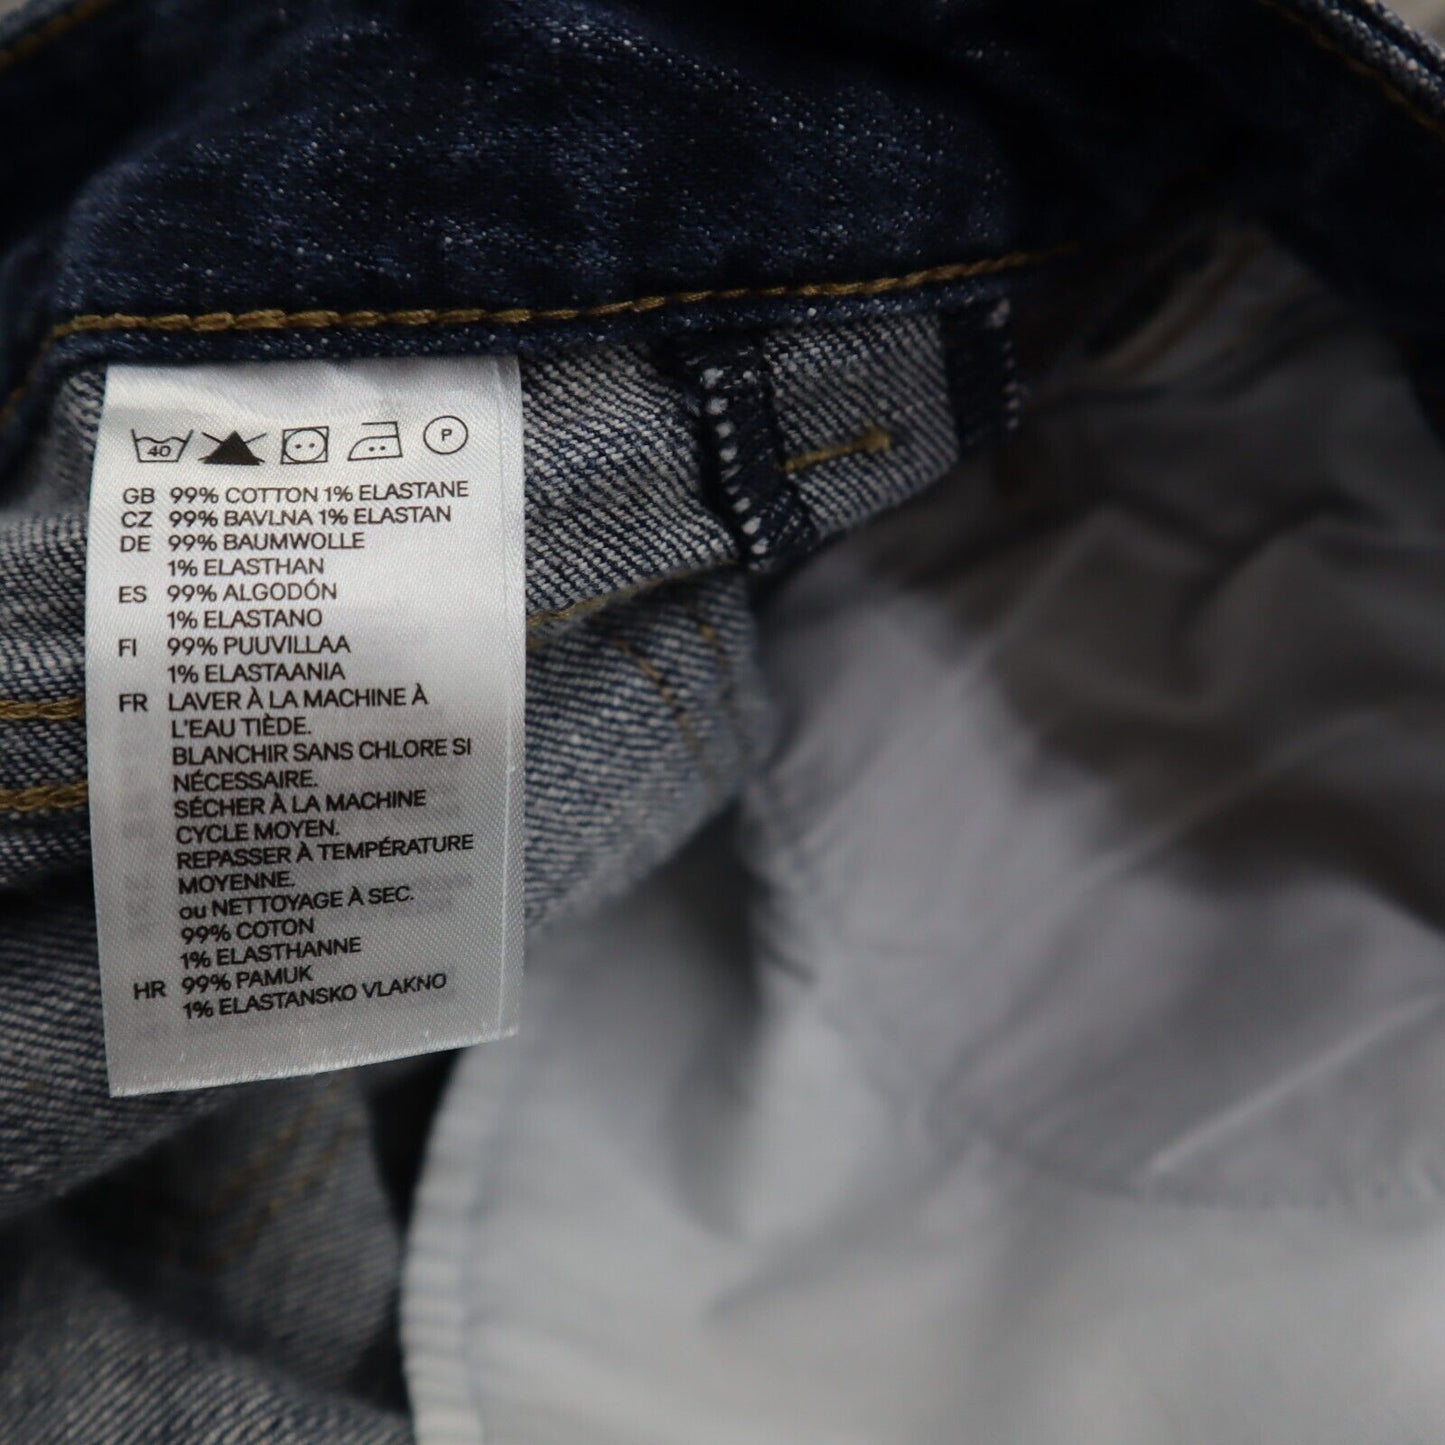 40 P
GB 99% COTTON 1% ELASTANE
CZ 99% BAVLNA 1% ELASTAN
DE 99% BAUMWOLLE
1% ELASTHAN
ES 99% ALGODÓN
1% ELASTANO
FI 99% PUUVILLAA
1% ELASTAANIA
FR LAVER À LA MACHINE À
L'EAU TIÈDE.
BLANCHIR SANS CHLORE SI
NÉCESSAIRE.
SÉCHER À LA MACHINE
CYCLE MOYEN.
REPASSER À TEMPÉRATURE
MOYENNE.
ou NETTOYAGE À SEC.
99% COTON
1% ELASTHANNE
HR 99% PAMUK
1% ELASTANSKO VLAKNO